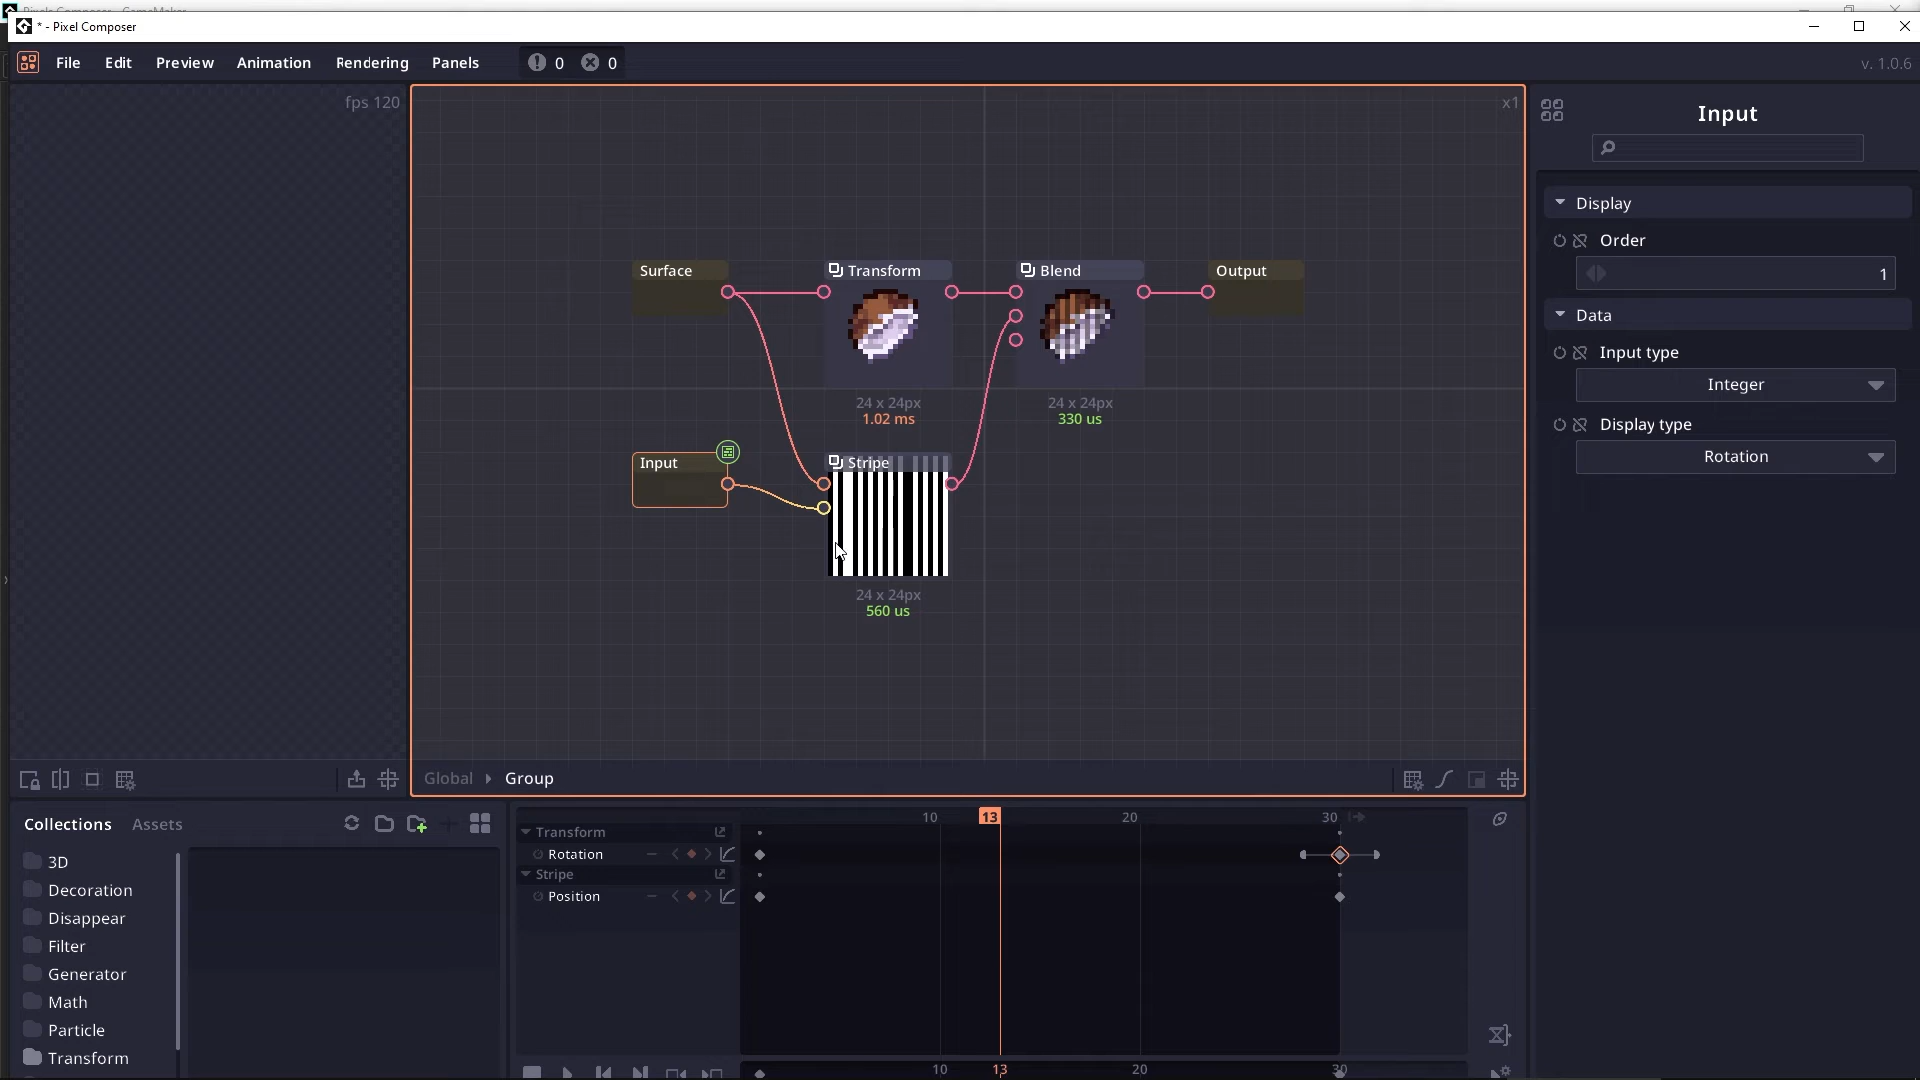 * - Pixel Composer
File Edit Preview Animation Rendering Panels 0 0 v. 1.0.6
fps 120
x1
Input
Display
Order
1
Data
Input type
Integer
Display type
Rotation
Surface
Transform
Blend
Output
24 x 24px
1.02 ms
24 x 24px
330 us
Input
Stripe
24 x 24px
560 us
Global Group
Collections Assets
3D
Decoration
Disappear
Filter
Generator
Math
Particle
Transform
10 13 20 30
Transform
Rotation
Stripe
Position
10 13 20 30